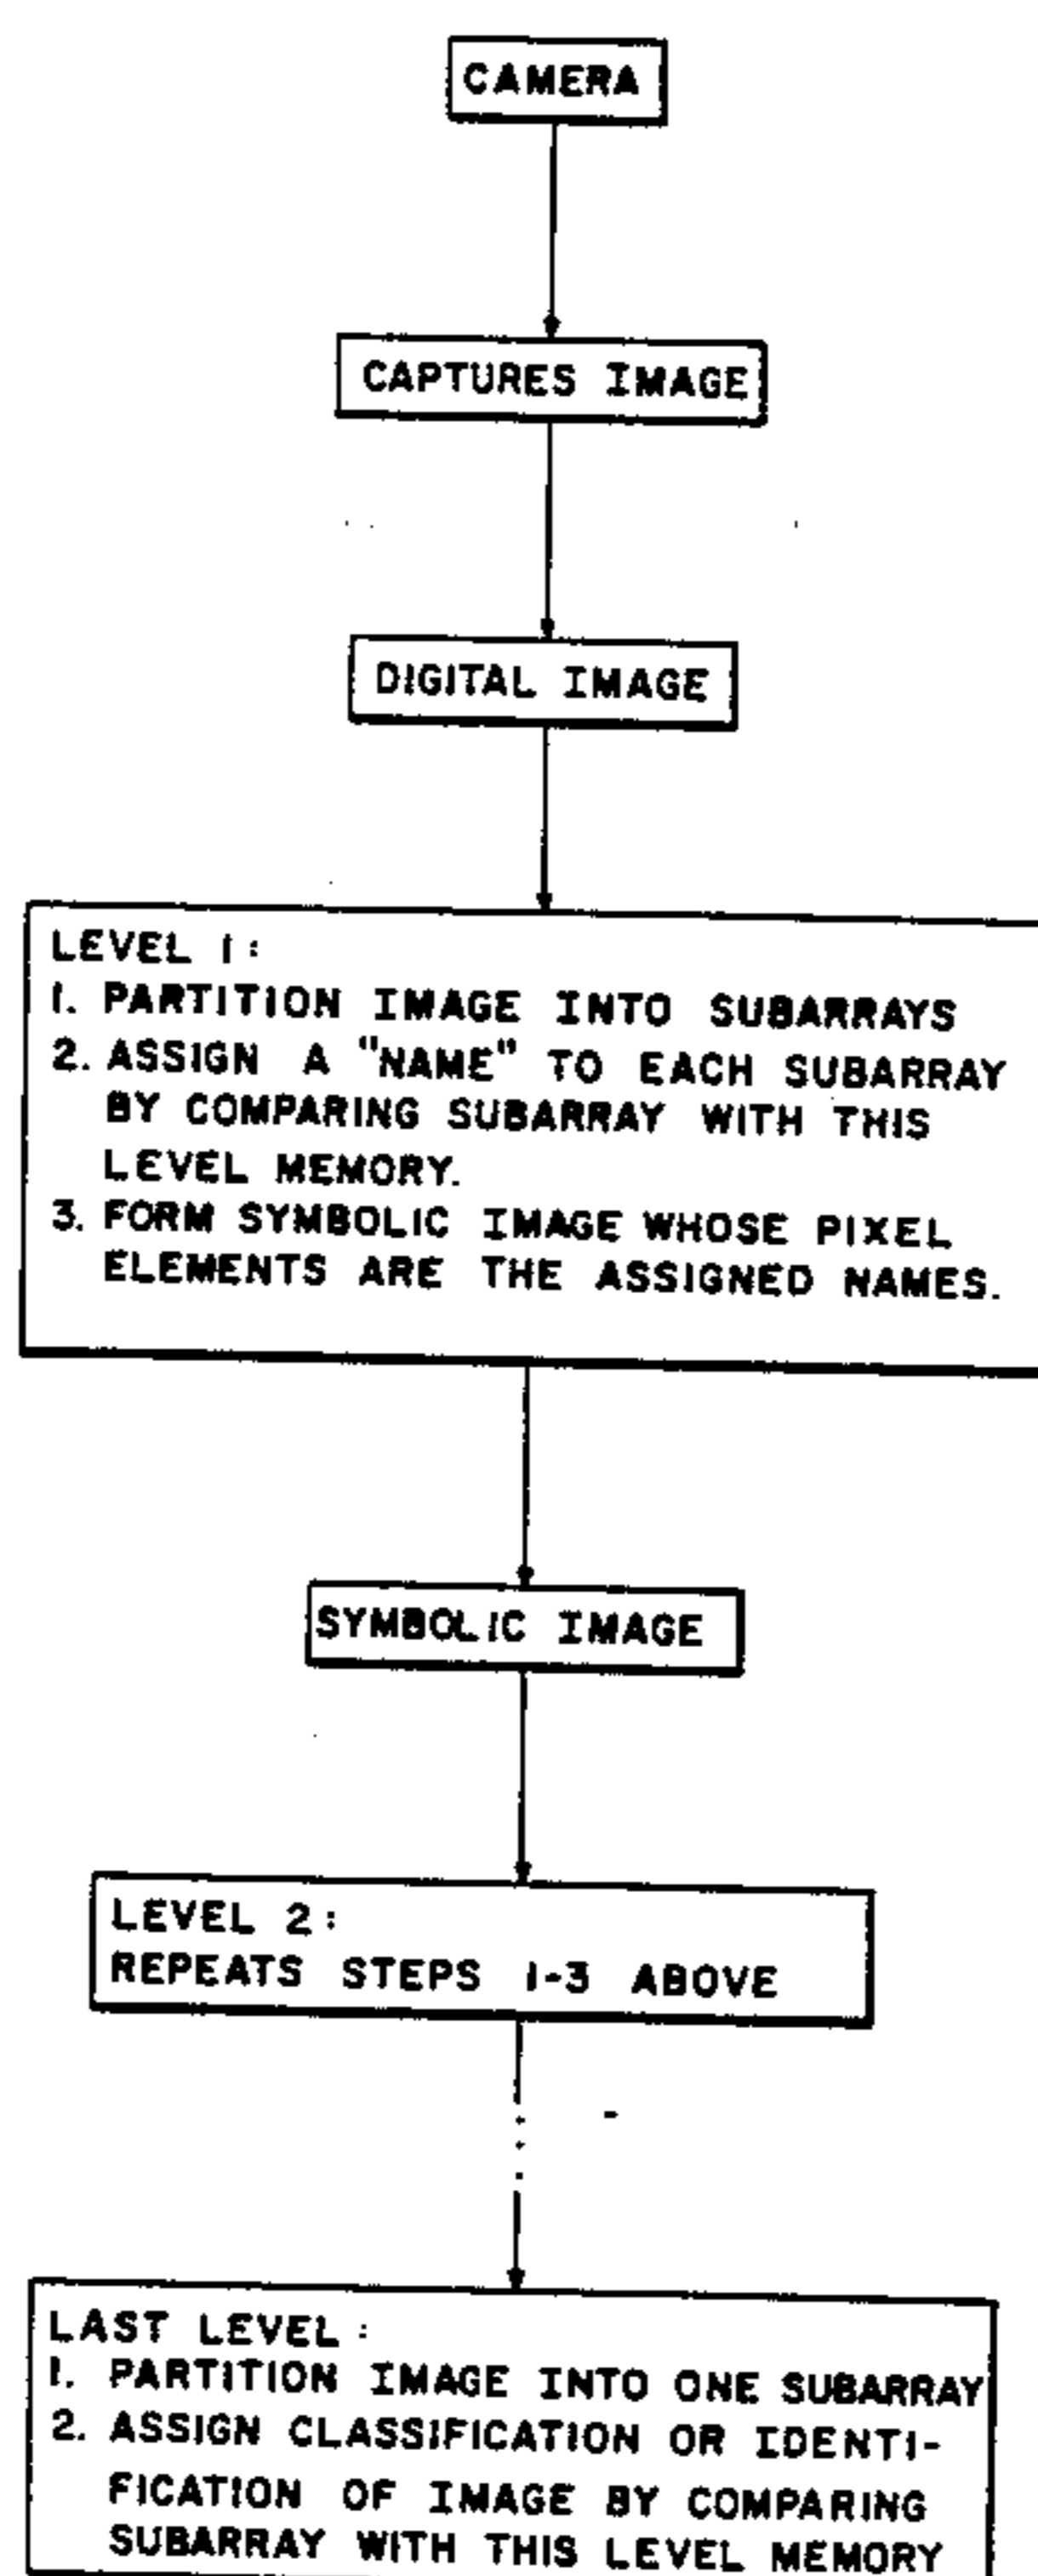 CAMERA
CAPTURES IMAGE
DIGITAL IMAGE
LEVEL 1:
1. PARTITION IMAGE INTO SUBARRAYS
2. ASSIGN A "NAME" TO EACH SUBARRAY
BY COMPARING SUBARRAY WITH THIS
LEVEL MEMORY.
3. FORM SYMBOLIC IMAGE WHOSE PIXEL
ELEMENTS ARE THE ASSIGNED NAMES.
SYMBOLIC IMAGE
LEVEL 2:
REPEATS STEPS 1-3 ABOVE
LAST LEVEL:
1. PARTITION IMAGE INTO ONE SUBARRAY
2. ASSIGN CLASSIFICATION OR IDENTI-
FICATION OF IMAGE BY COMPARING
SUBARRAY WITH THIS LEVEL MEMORY